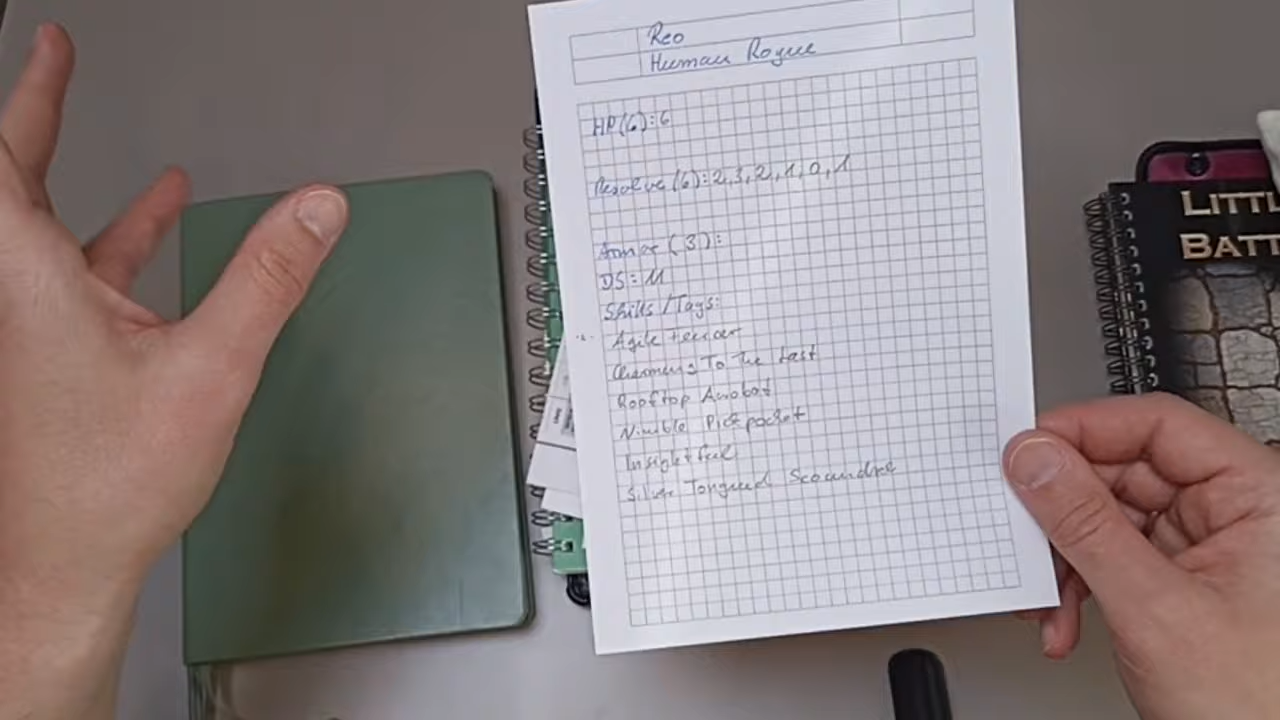 Reo
Human Rogue
HP(6): 6
Resolve (6): 2, 3, 2, 1, 0, 1
Armor (3):
DS: 11
Skills/Tags:
Agile Fencer
Charming To The Last
Rooftop Acrobat
Nimble Pickpocket
Insightful
Silver Tongued Scoundrel
LITTL
BATT